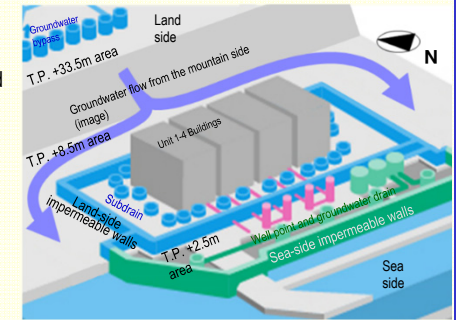 Groundwater
bypass
Land
side
T.P. +33.5m area
N
Groundwater flow from the mountain side
(image)
T.P. +8.5m area
Unit 1-4 Buildings
Subdrain
Land-side
impermeable walls
T.P. +2.5m
area
Well point and groundwater drain
Sea-side impermeable walls
Sea
side